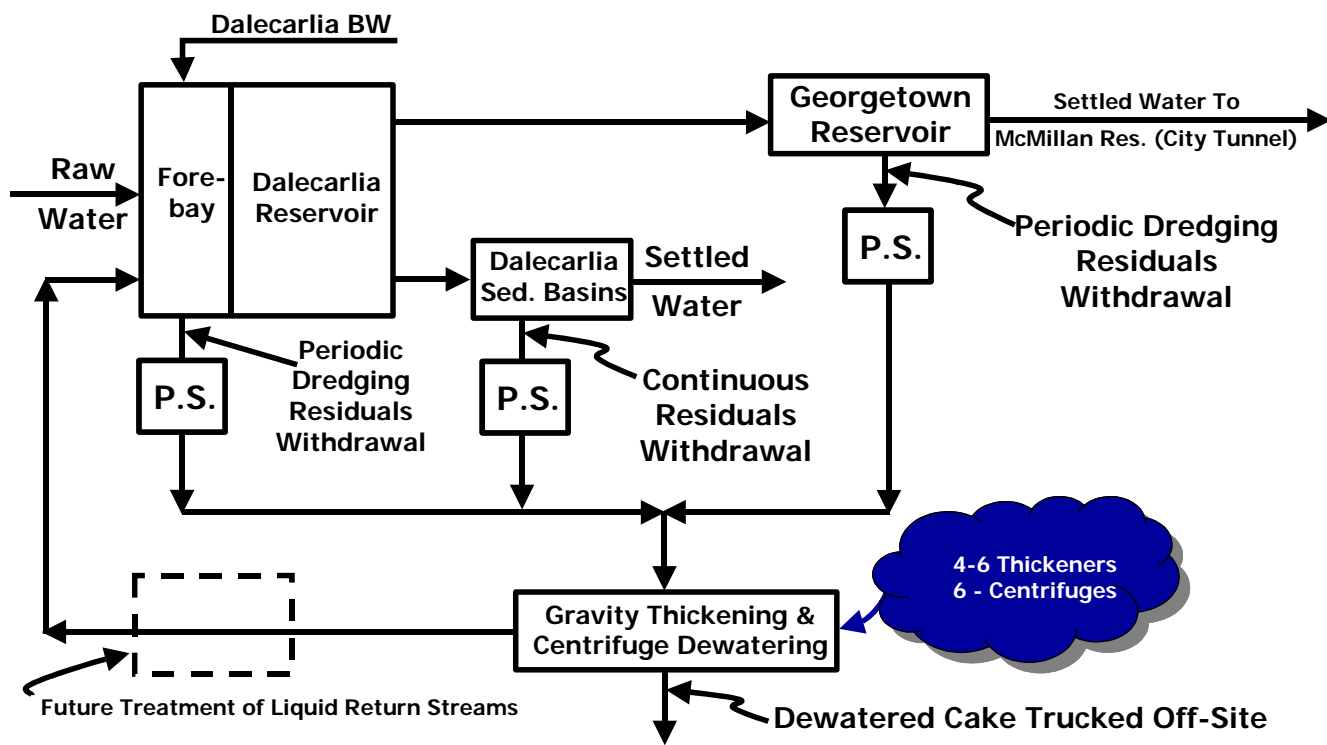 Dalecarlia BW
Raw
Water
Fore-
bay
Dalecarlia
Reservoir
Georgetown
Reservoir
Settled Water To
McMillan Res. (City Tunnel)
Dalecarlia
Sed. Basins
Settled
Water
P.S.
Periodic Dredging
Residuals
Withdrawal
P.S.
Periodic
Dredging
Residuals
Withdrawal
P.S.
Continuous
Residuals
Withdrawal
4-6 Thickeners
6 - Centrifuges
Gravity Thickening &
Centrifuge Dewatering
Future Treatment of Liquid Return Streams
Dewatered Cake Trucked Off-Site